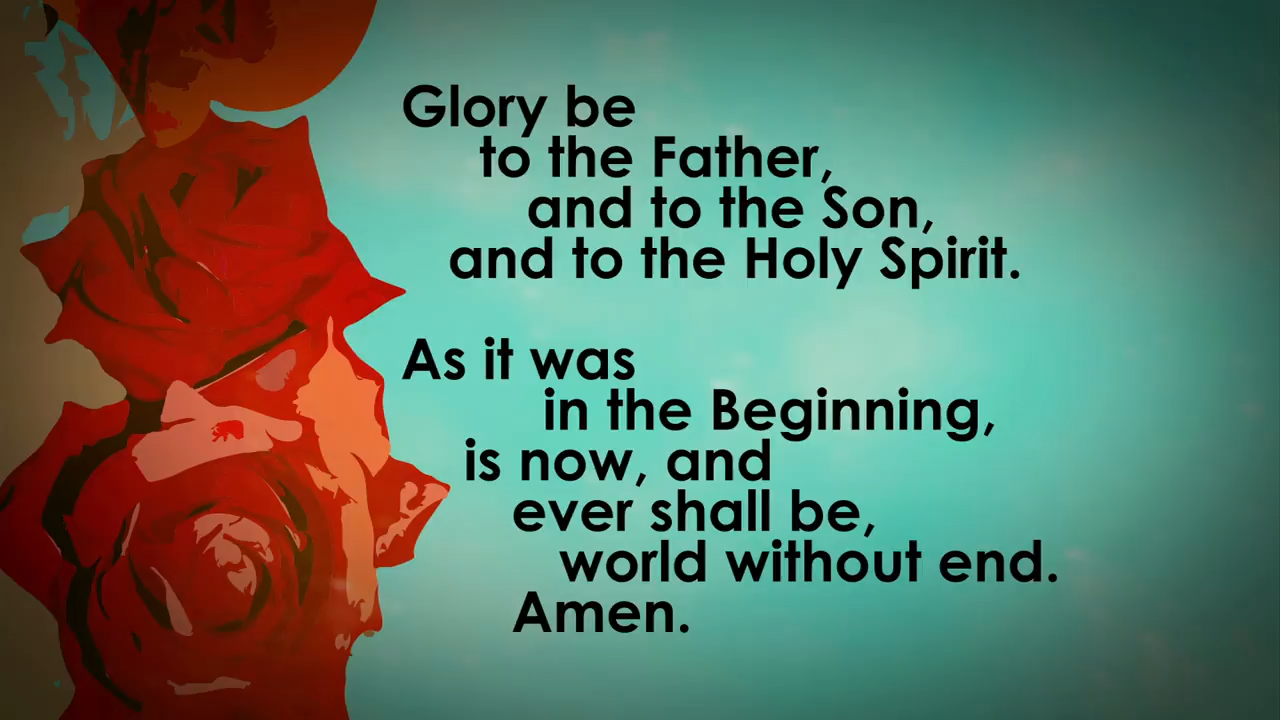 Glory be
to the Father,
and to the Son,
and to the Holy Spirit.
As it was
in the Beginning,
is now, and
ever shall be,
world without end.
Amen.